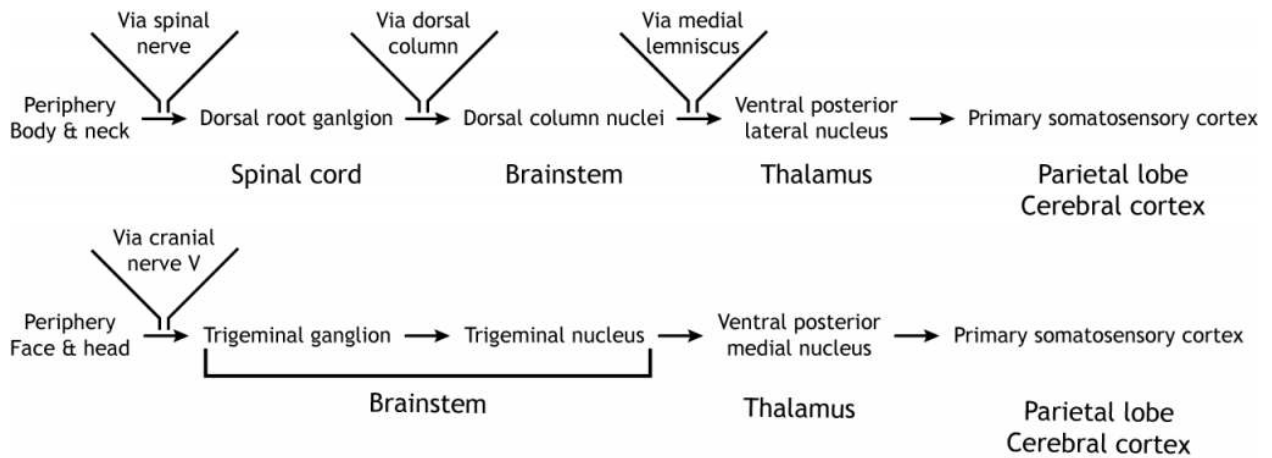 Via spinal
nerve
Via dorsal
column
Via medial
lemniscus
Periphery
Body & neck
Dorsal root ganlgion
Dorsal column nuclei
Ventral posterior
lateral nucleus
Primary somatosensory cortex
Spinal cord
Brainstem
Thalamus
Parietal lobe
Cerebral cortex
Via cranial
nerve V
Periphery
Face & head
Trigeminal ganglion
Trigeminal nucleus
Ventral posterior
medial nucleus
Primary somatosensory cortex
Brainstem
Thalamus
Parietal lobe
Cerebral cortex